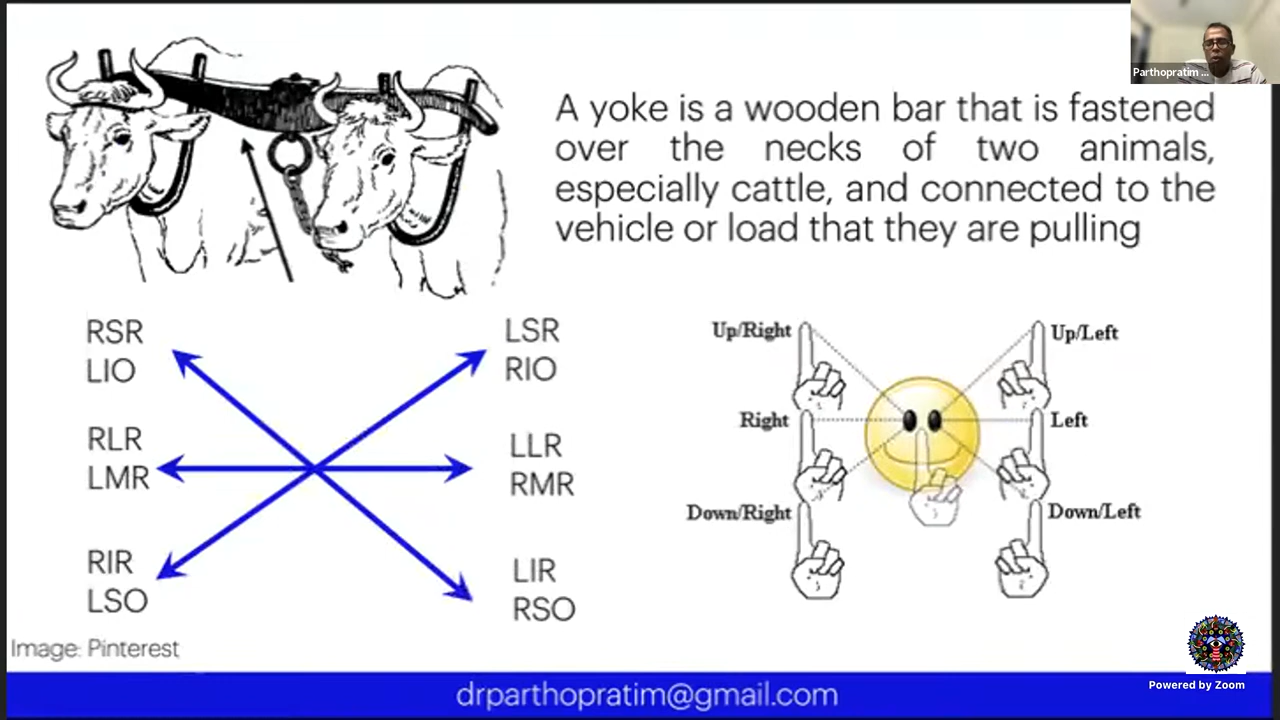 Parthopratim ...
A yoke is a wooden bar that is fastened
over the necks of two animals,
especially cattle, and connected to the
vehicle or load that they are pulling
RSR
LIO
LSR
RIO
RLR
LMR
LLR
RMR
RIR
LSO
LIR
RSO
Up/Right
Up/Left
Right
Left
Down/Right
Down/Left
Image: Pinterest
drparthopratim@gmail.com
Powered by Zoom